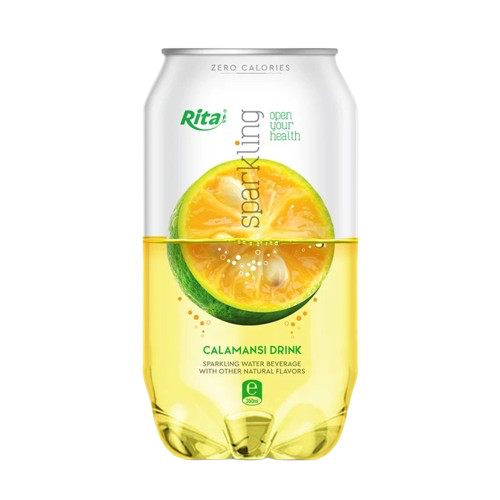 ZERO CALORIES
Rita
sparkling
open
your
health
CALAMANSI DRINK
SPARKLING WATER BEVERAGE
WITH OTHER NATURAL FLAVORS
e